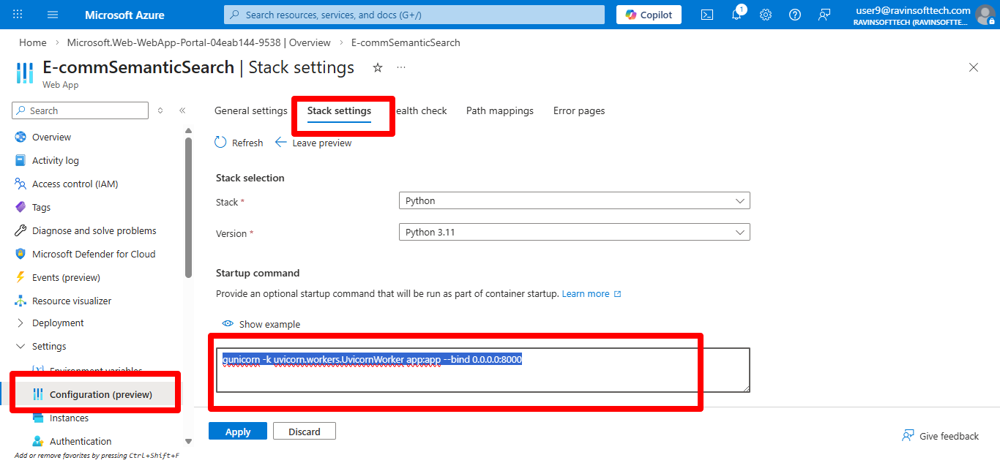 Microsoft Azure
Search resources, services, and docs (G+/)
Copilot
1
user9@ravinsofttech.com
RAVINSOFTTECH (RAVINSOFTTE...
Home > Microsoft.Web-WebApp-Portal-04eab144-9538 | Overview > E-commSemanticSearch
E-commSemanticSearch | Stack settings
Web App
Search
General settings
Stack settings
ealth check
Path mappings
Error pages
Refresh
Leave preview
Overview
Activity log
Access control (IAM)
Tags
Diagnose and solve problems
Microsoft Defender for Cloud
Events (preview)
Resource visualizer
Deployment
Settings
Environment variables
Configuration (preview)
Instances
Authentication
Add or remove favorites by pressing Ctrl+Shift+F
Stack selection
Stack *
Python
Version *
Python 3.11
Startup command
Provide an optional startup command that will be run as part of container startup. Learn more
Show example
gunicorn -k uvicorn.workers.UvicornWorker app:app --bind 0.0.0.0:8000
Apply
Discard
Give feedback